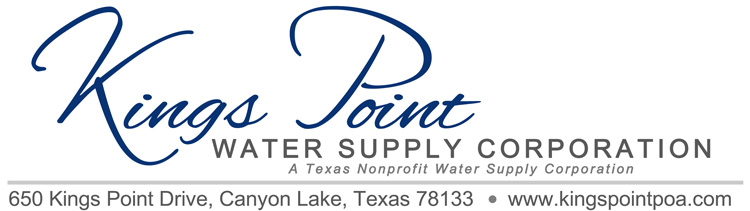 Kings Point
WATER SUPPLY CORPORATION
A Texas Nonprofit Water Supply Corporation
650 Kings Point Drive, Canyon Lake, Texas 78133 • www.kingspointpoa.com